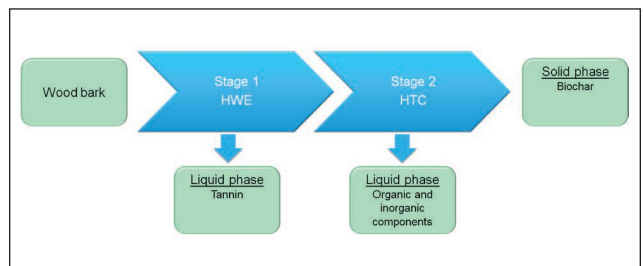 Wood bark
Stage 1
HWE
Stage 2
HTC
Solid phase
Biochar
Liquid phase
Tannin
Liquid phase
Organic and
inorganic
components